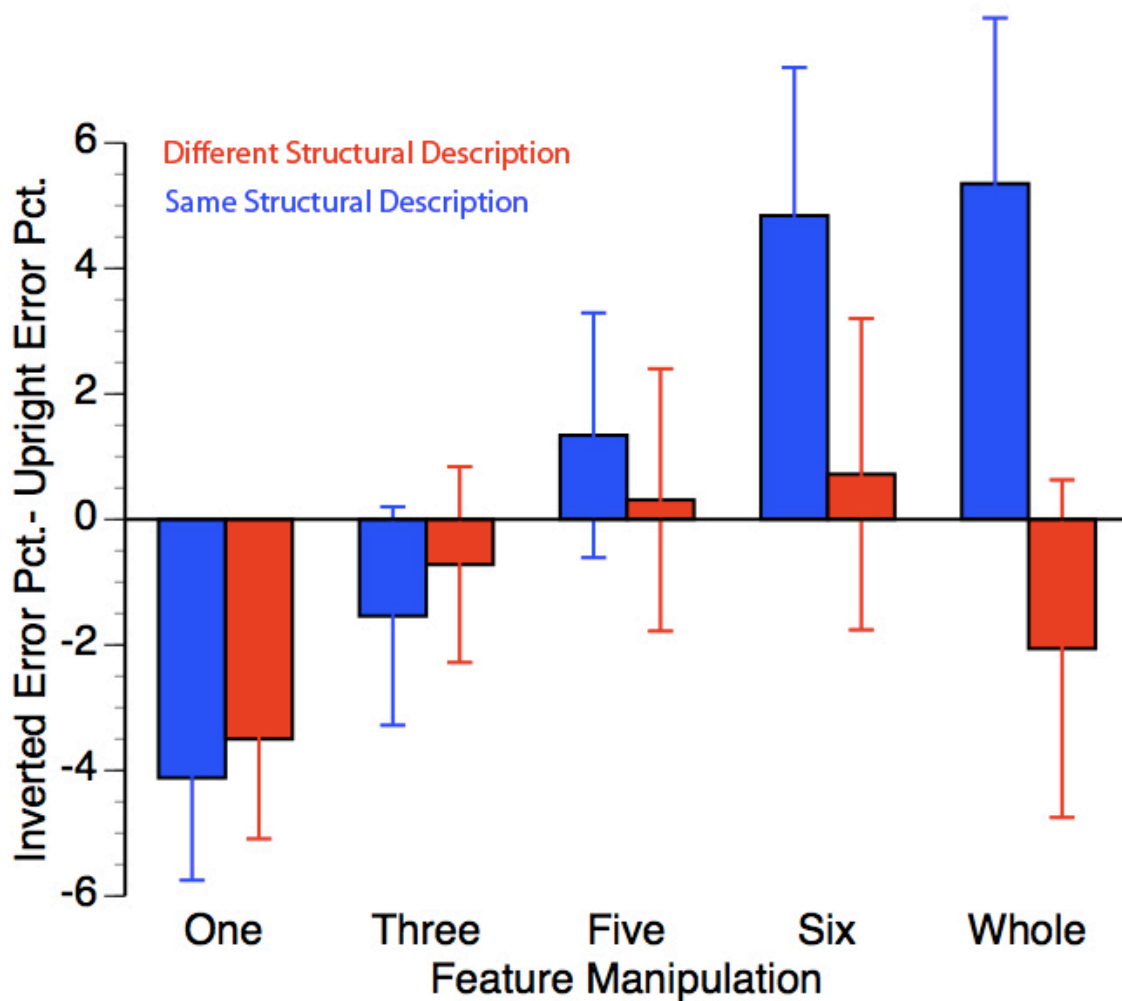 6
Different Structural Description
Same Structural Description
4
2
0
-2
-4
-6
Inverted Error Pct.- Upright Error Pct.
One Three Five Six Whole
Feature Manipulation